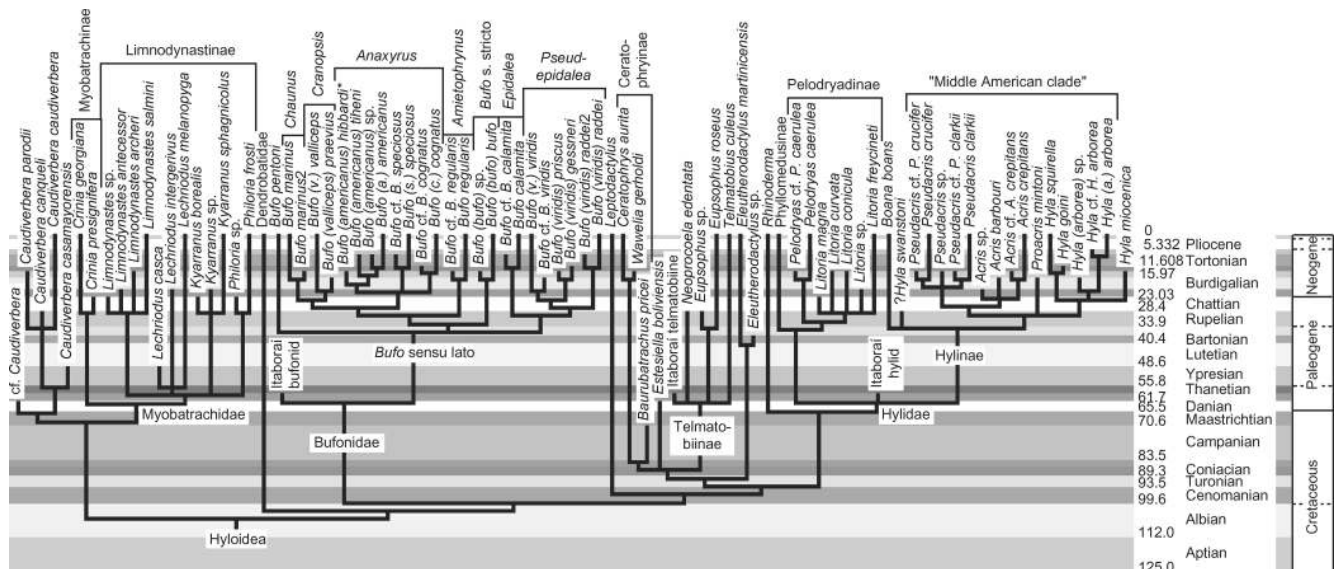 Myobatrachinae
Limnodynastinae
Chaunus
Cranopsis
Anaxyrus
Amietophrynus
Bufo s. stricto
Epidalea
Pseud-
epidalea
Cerato-
phryinae
Pelodryadinae
"Middle American clade"
cf. Caudiverbera
Caudiverbera parodii
Caudiverbera canqueli
Caudiverbera caudiverbera
Caudiverbera casamayorensis
Crinia georgiana
Crinia presignifera
Limnodynastes sp.
Limnodynastes antecessor
Limnodynastes archeri
Limnodynastes salmini
Lechriodus casca
Lechriodus intergerivus
Lechriodus melanopyga
Kyarranus borealis
Kyarranus sp.
Kyarranus sphagnicolus
Philoria sp.
Philoria frosti
Dendrobatidae
Bufo pentoni
Bufo marinus
Bufo marinus2
Bufo (v.) valliceps
Bufo (valliceps) praevius
Bufo (americanus) hibbardi*
Bufo (americanus) tiheni
Bufo (americanus) sp.
Bufo (a.) americanus
Bufo cf. B. speciosus
Bufo (s.) speciosus
Bufo cf. B. cognatus
Bufo (c.) cognatus
Bufo cf. B. regularis
Bufo regularis
Bufo (bufo) sp.
Bufo (bufo) bufo
Bufo cf. B. calamita
Bufo calamita
Bufo (v.) viridis
Bufo cf. B. viridis
Bufo (viridis) priscus
Bufo (viridis) gessneri
Bufo (viridis) raddei2
Bufo (viridis) raddei
Leptodactylus
Ceratophrys aurita
Wawelia gerholdi
Baurubatrachus pricei
Estesiella boliviensis
Itaborai telmatobiine
Neoprocoela edentata
Eupsophus sp.
Eupsophus roseus
Telmatobius culeus
Eleutherodactylus martinicensis
Eleutherodactylus sp.
Rhinoderma
Phyllomedusinae
Pelodryas cf. P. caerulea
Pelodryas caerulea
Litoria magna
Litoria curvata
Litoria conicula
Litoria sp.
Litoria freycineti
Itaborai
hylid
Boana boans
?Hyla swanstoni
Pseudacris cf. P. crucifer
Pseudacris crucifer
Pseudacris sp.
Pseudacris cf. P. clarkii
Pseudacris clarkii
Acris sp.
Acris barbouri
Acris cf. A. crepitans
Acris crepitans
Proacris mintoni
Hyla goini
Hyla squirella
Hyla (arborea) sp.
Hyla cf. H. arborea
Hyla (a.) arborea
Hyla miocenica
Itaborai
bufonid
Bufo sensu lato
Hylinae
Myobatrachidae
Bufonidae
Telmato-
biinae
Hylidae
Hyloidea
0
5.332 Pliocene
11.608 Tortonian
15.97
Burdigalian
23.03
28.4 Chattian
33.9 Rupelian
40.4 Bartonian
Lutetian
48.6
Ypresian
55.8
Thanetian
61.7
65.5 Danian
70.6 Maastrichtian
Campanian
83.5
89.3 Coniacian
93.5 Turonian
99.6 Cenomanian
Albian
112.0
Aptian
125.0
Neogene
Paleogene
Cretaceous